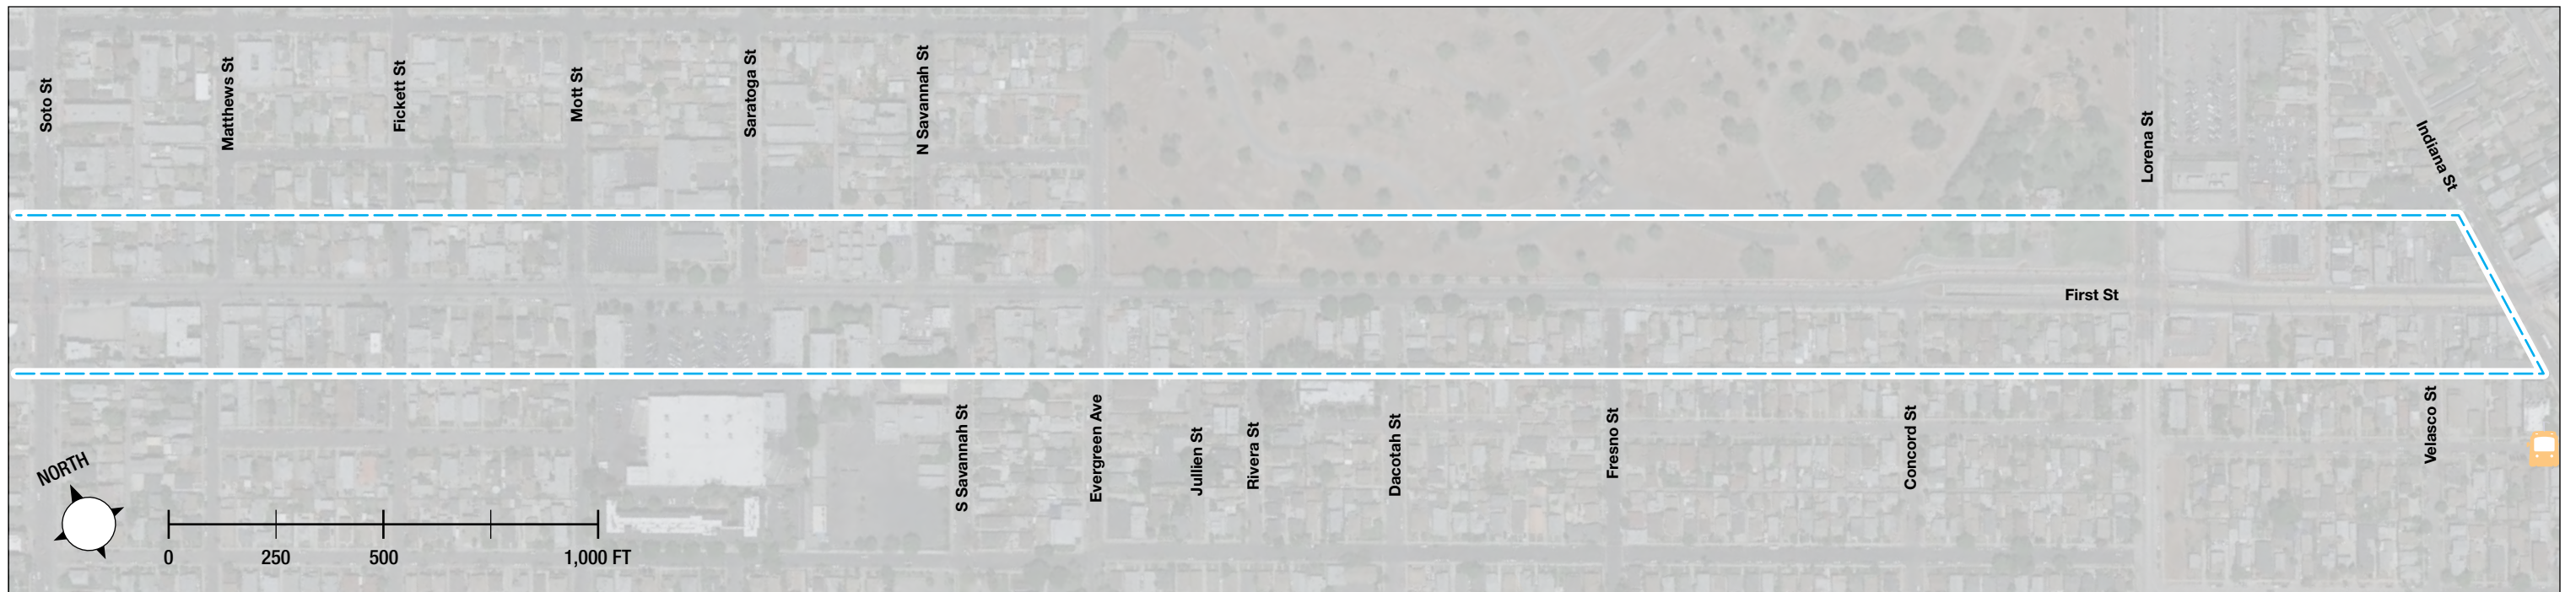 Soto St
Matthews St
Fickett St
Mott St
Saratoga St
N Savannah St
Lorena St
Indiana St
First St
S Savannah St
Evergreen Ave
Jullien St
Rivera St
Dacotah St
Fresno St
Concord St
Velasco St
NORTH
0 250 500 1,000 FT